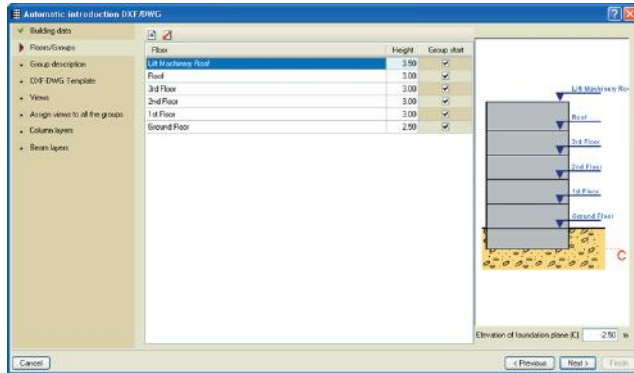 Automatic introduction DXF/DWG
Building data
Floors/Groups
Group description
DXF-DWG Template
Views
Assign views to all the groups
Column layers
Beam layers
Floor Height Group start
Lift Machinery Roof 3.50
Roof 3.00
3rd Floor 3.00
2nd Floor 3.00
1st Floor 3.00
Ground Floor 2.50
Lift Machinery Ro
Roof
3rd Floor
2nd Floor
1st Floor
Ground Floor
C
Elevation of foundation plane (C) -2.50 m
Cancel < Previous Next > Finish